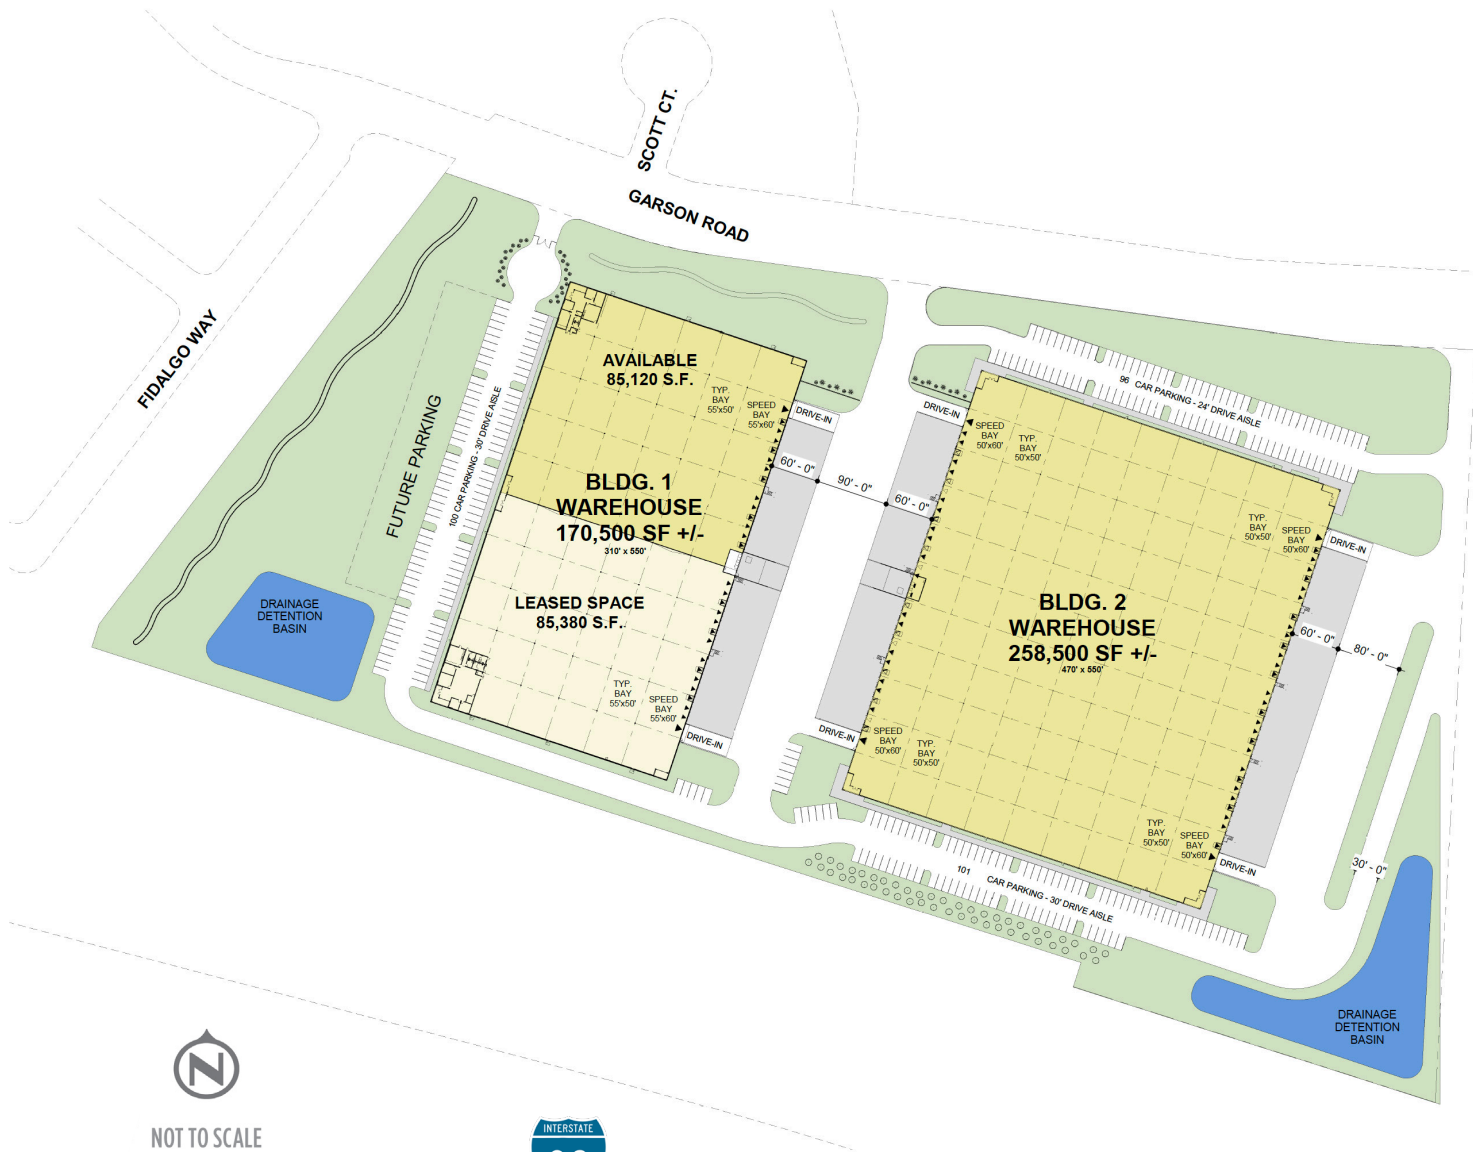 SCOTT CT.
GARSON ROAD
FIDALGO WAY
FUTURE PARKING
100 CAR PARKING - 30' DRIVE AISLE
DRAINAGE
DETENTION
BASIN
AVAILABLE
85,120 S.F.
TYP.
BAY
55'x50'
SPEED
BAY
55'x60'
DRIVE-IN
BLDG. 1
WAREHOUSE
170,500 SF +/-
310' x 550'
LEASED SPACE
85,380 S.F.
TYP.
BAY
55'x50'
SPEED
BAY
55'x60'
DRIVE-IN
60' - 0"
90' - 0"
60' - 0"
DRIVE-IN
SPEED
BAY
50'x60'
TYP.
BAY
50'x50'
96 CAR PARKING - 24' DRIVE AISLE
TYP.
BAY
50'x50'
SPEED
BAY
50'x60'
DRIVE-IN
BLDG. 2
WAREHOUSE
258,500 SF +/-
470' x 550'
60' - 0"
80' - 0"
DRIVE-IN
SPEED
BAY
50'x60'
TYP.
BAY
50'x50'
TYP.
BAY
50'x50'
SPEED
BAY
50'x60'
DRIVE-IN
30' - 0"
101 CAR PARKING - 30' DRIVE AISLE
DRAINAGE
DETENTION
BASIN
N
NOT TO SCALE
INTERSTATE